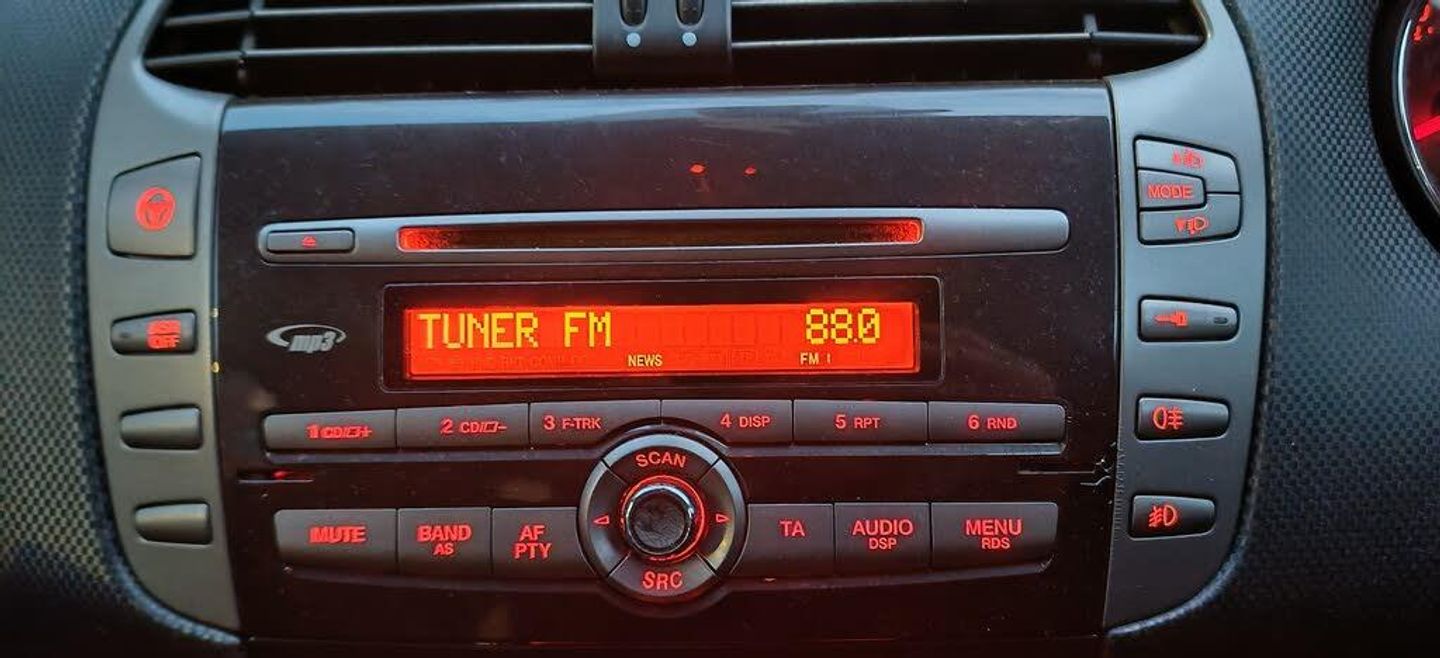 MODE
ASR
OFF
mp3
TUNER FM 88.0
NEWS FM 1
1 CD/+ 2 CD/- 3 F-TRK 4 DISP 5 RPT 6 RND
SCAN
MUTE BAND AS AF PTY TA AUDIO DSP MENU RDS
SRC